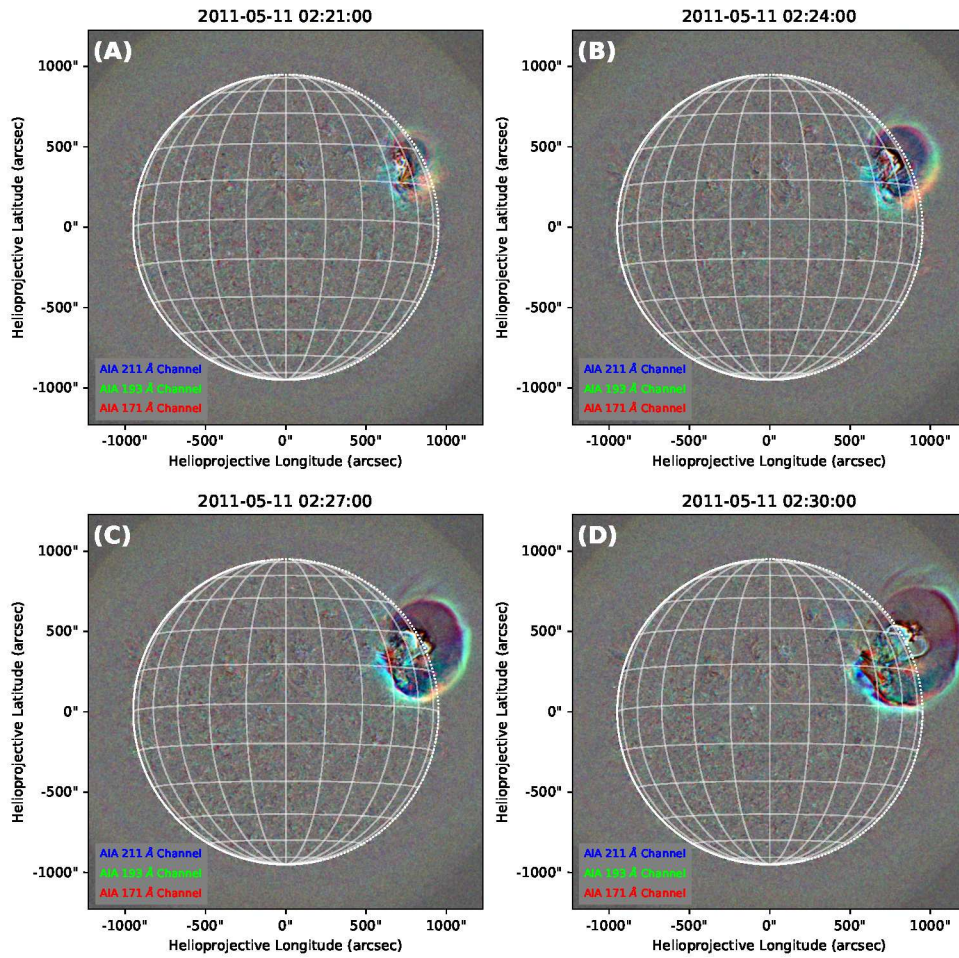 2011-05-11 02:21:00
(A)
1000"
500"
0"
-500"
-1000"
Helioprojective Latitude (arcsec)
AIA 211 Å Channel
AIA 193 Å Channel
AIA 171 Å Channel
-1000" -500" 0" 500" 1000"
Helioprojective Longitude (arcsec)
2011-05-11 02:24:00
(B)
1000"
500"
0"
-500"
-1000"
Helioprojective Latitude (arcsec)
AIA 211 Å Channel
AIA 193 Å Channel
AIA 171 Å Channel
-1000" -500" 0" 500" 1000"
Helioprojective Longitude (arcsec)
2011-05-11 02:27:00
(C)
1000"
500"
0"
-500"
-1000"
Helioprojective Latitude (arcsec)
AIA 211 Å Channel
AIA 193 Å Channel
AIA 171 Å Channel
-1000" -500" 0" 500" 1000"
Helioprojective Longitude (arcsec)
2011-05-11 02:30:00
(D)
1000"
500"
0"
-500"
-1000"
Helioprojective Latitude (arcsec)
AIA 211 Å Channel
AIA 193 Å Channel
AIA 171 Å Channel
-1000" -500" 0" 500" 1000"
Helioprojective Longitude (arcsec)